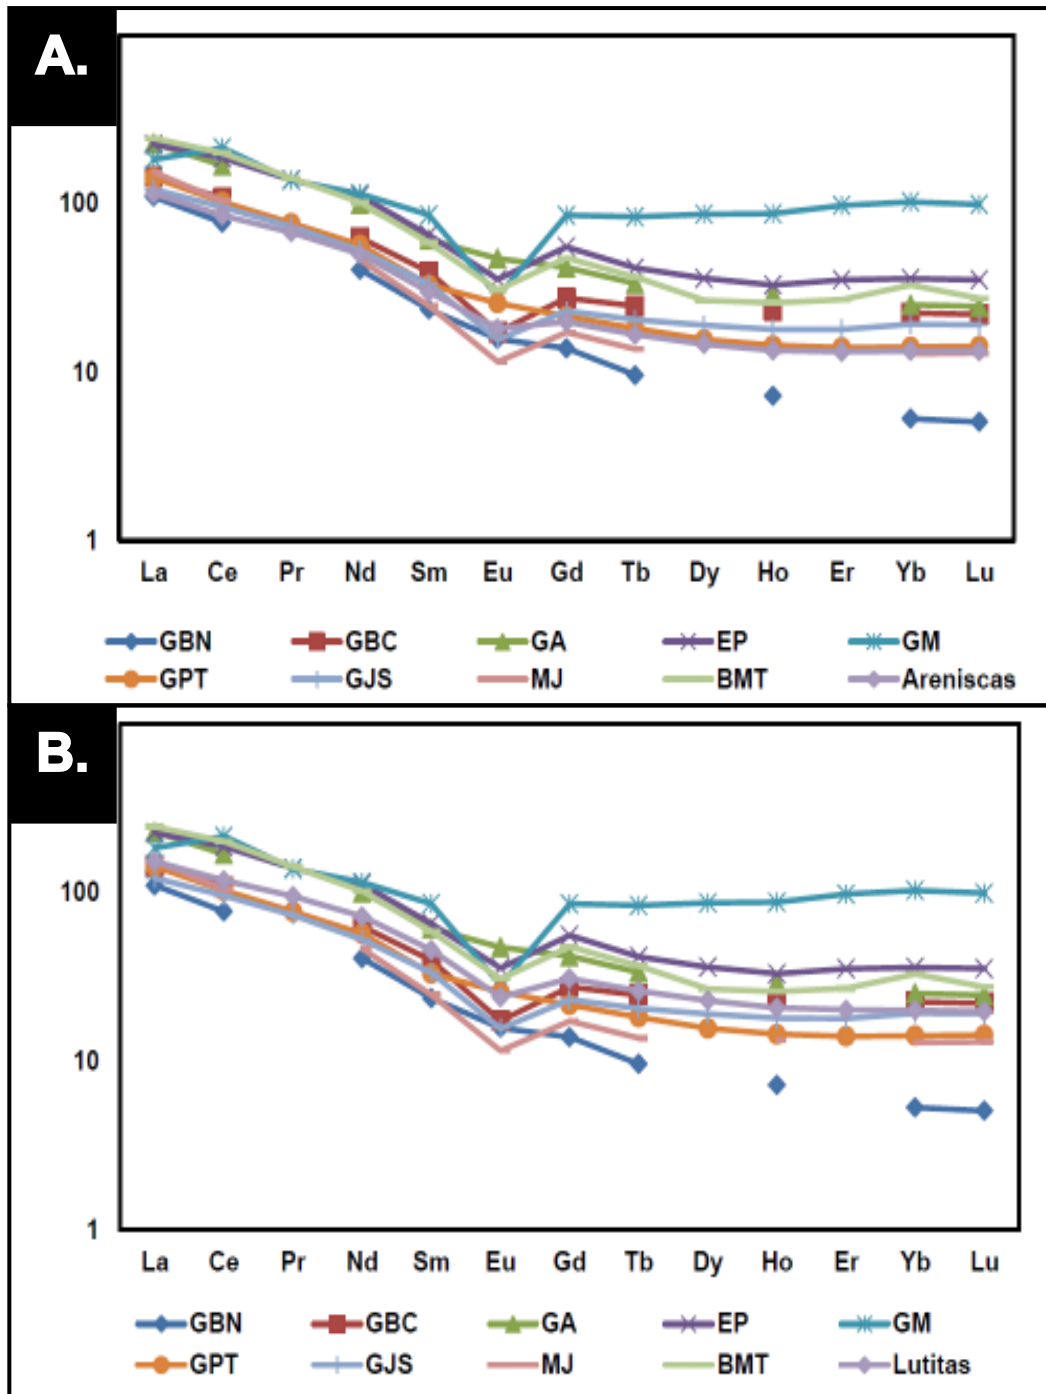 A.
100
10
1
La Ce Pr Nd Sm Eu Gd Tb Dy Ho Er Yb Lu
GBN GBC GA EP GM
GPT GJS MJ BMT Areniscas
B.
100
10
1
La Ce Pr Nd Sm Eu Gd Tb Dy Ho Er Yb Lu
GBN GBC GA EP GM
GPT GJS MJ BMT Lutitas